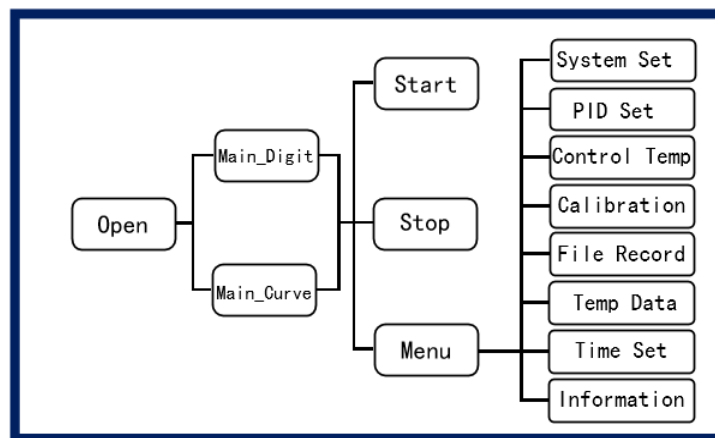 Open
Main_Digit
Main_Curve
Start
Stop
Menu
System Set
PID Set
Control Temp
Calibration
File Record
Temp Data
Time Set
Information